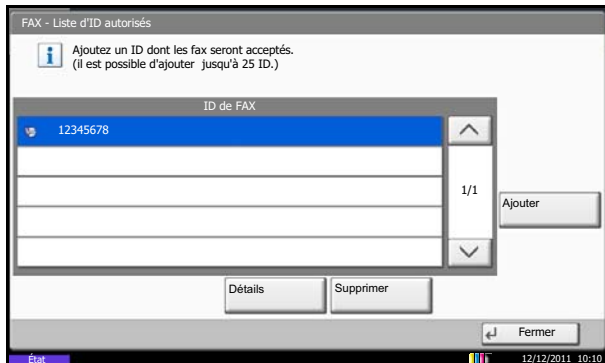 FAX - Liste d'ID autorisés
Ajoutez un ID dont les fax seront acceptés.
(il est possible d'ajouter jusqu'à 25 ID.)
ID de FAX
12345678
1/1
Ajouter
Détails
Supprimer
Fermer
État
12/12/2011 10:10